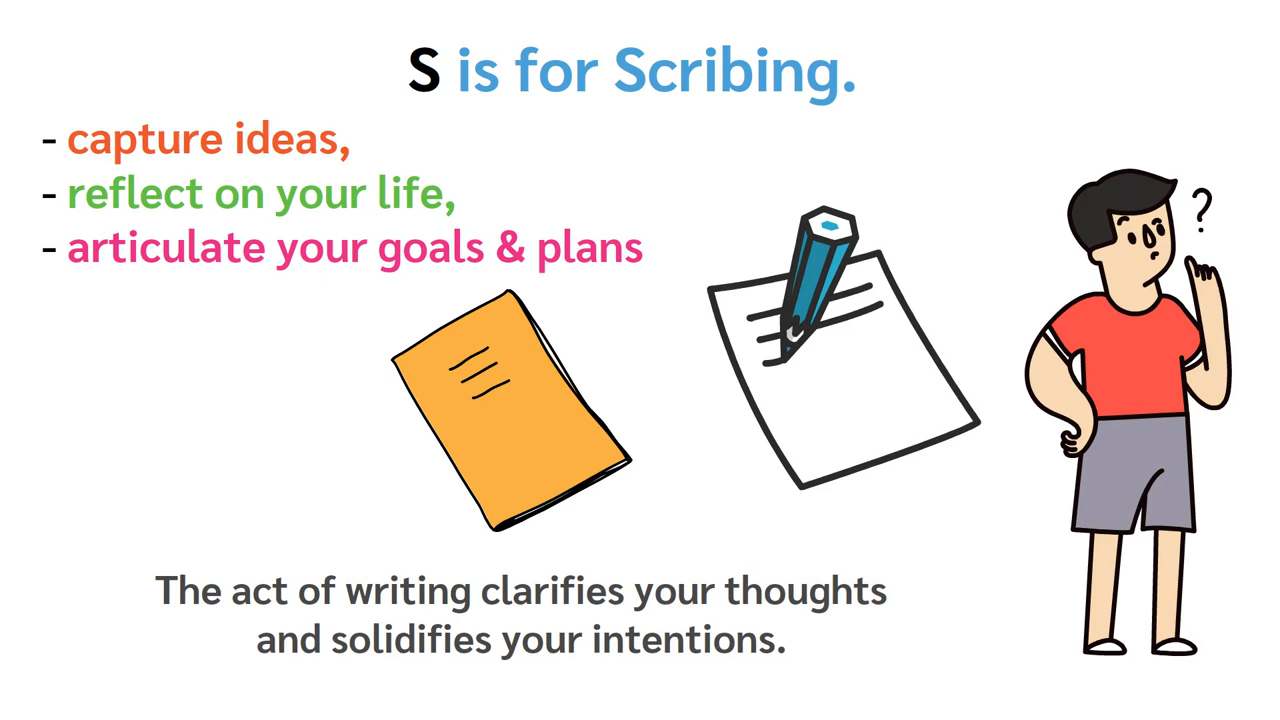 S is for Scribing.
- capture ideas,
- reflect on your life,
- articulate your goals & plans
?
The act of writing clarifies your thoughts
and solidifies your intentions.